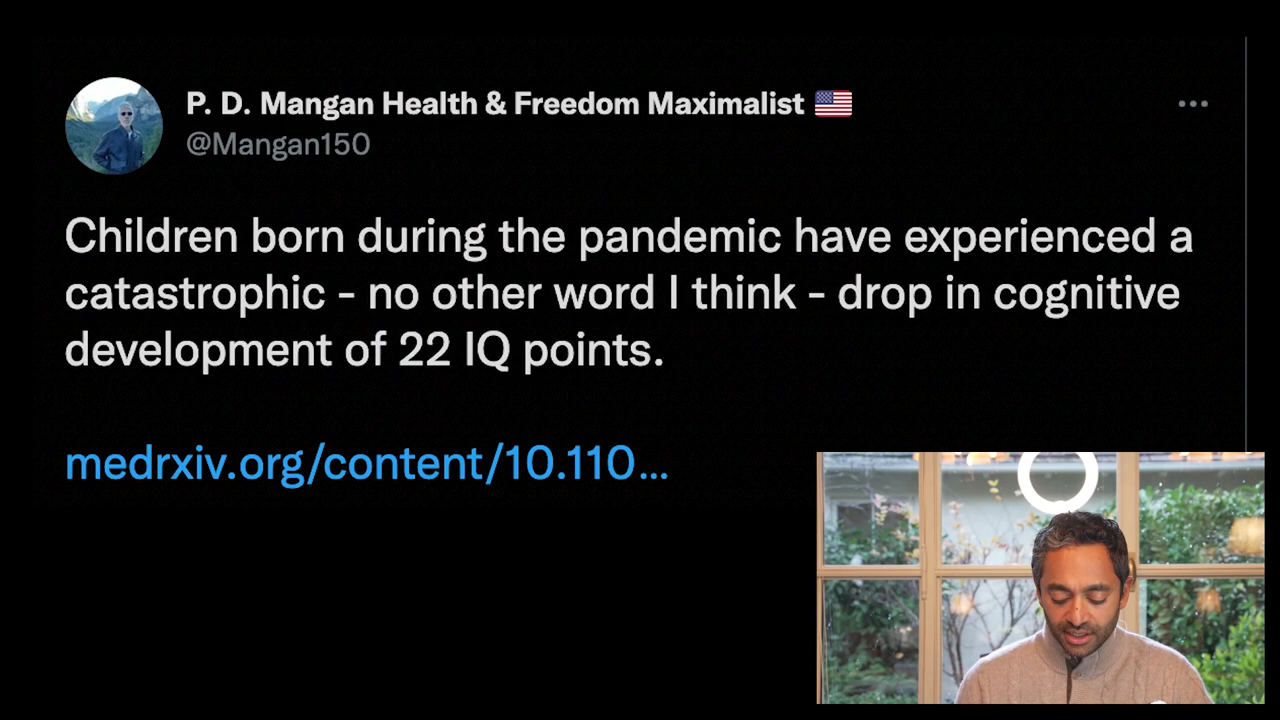 P. D. Mangan Health & Freedom Maximalist 🇺🇸
@Mangan150
Children born during the pandemic have experienced a
catastrophic - no other word I think - drop in cognitive
development of 22 IQ points.
medrxiv.org/content/10.110...